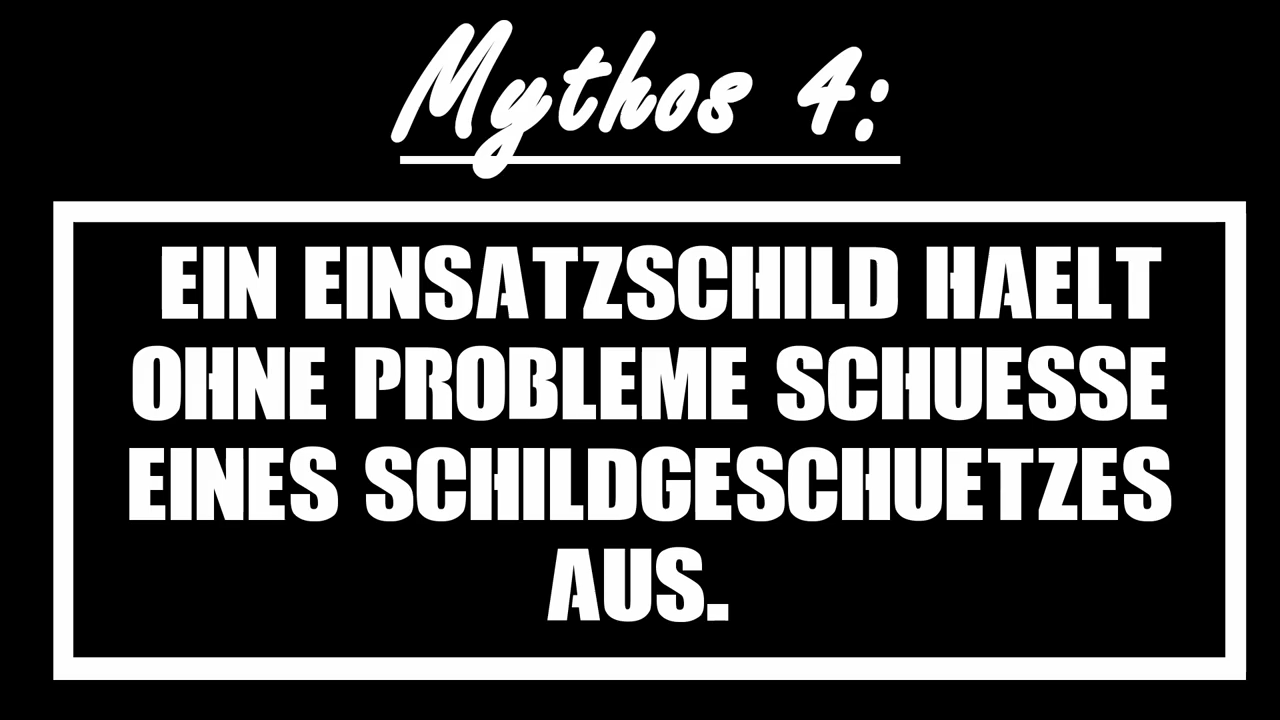 Mythos 4:
EIN EINSATZSCHILD HAELT
OHNE PROBLEME SCHUESSE
EINES SCHILDGESCHUETZES
AUS.